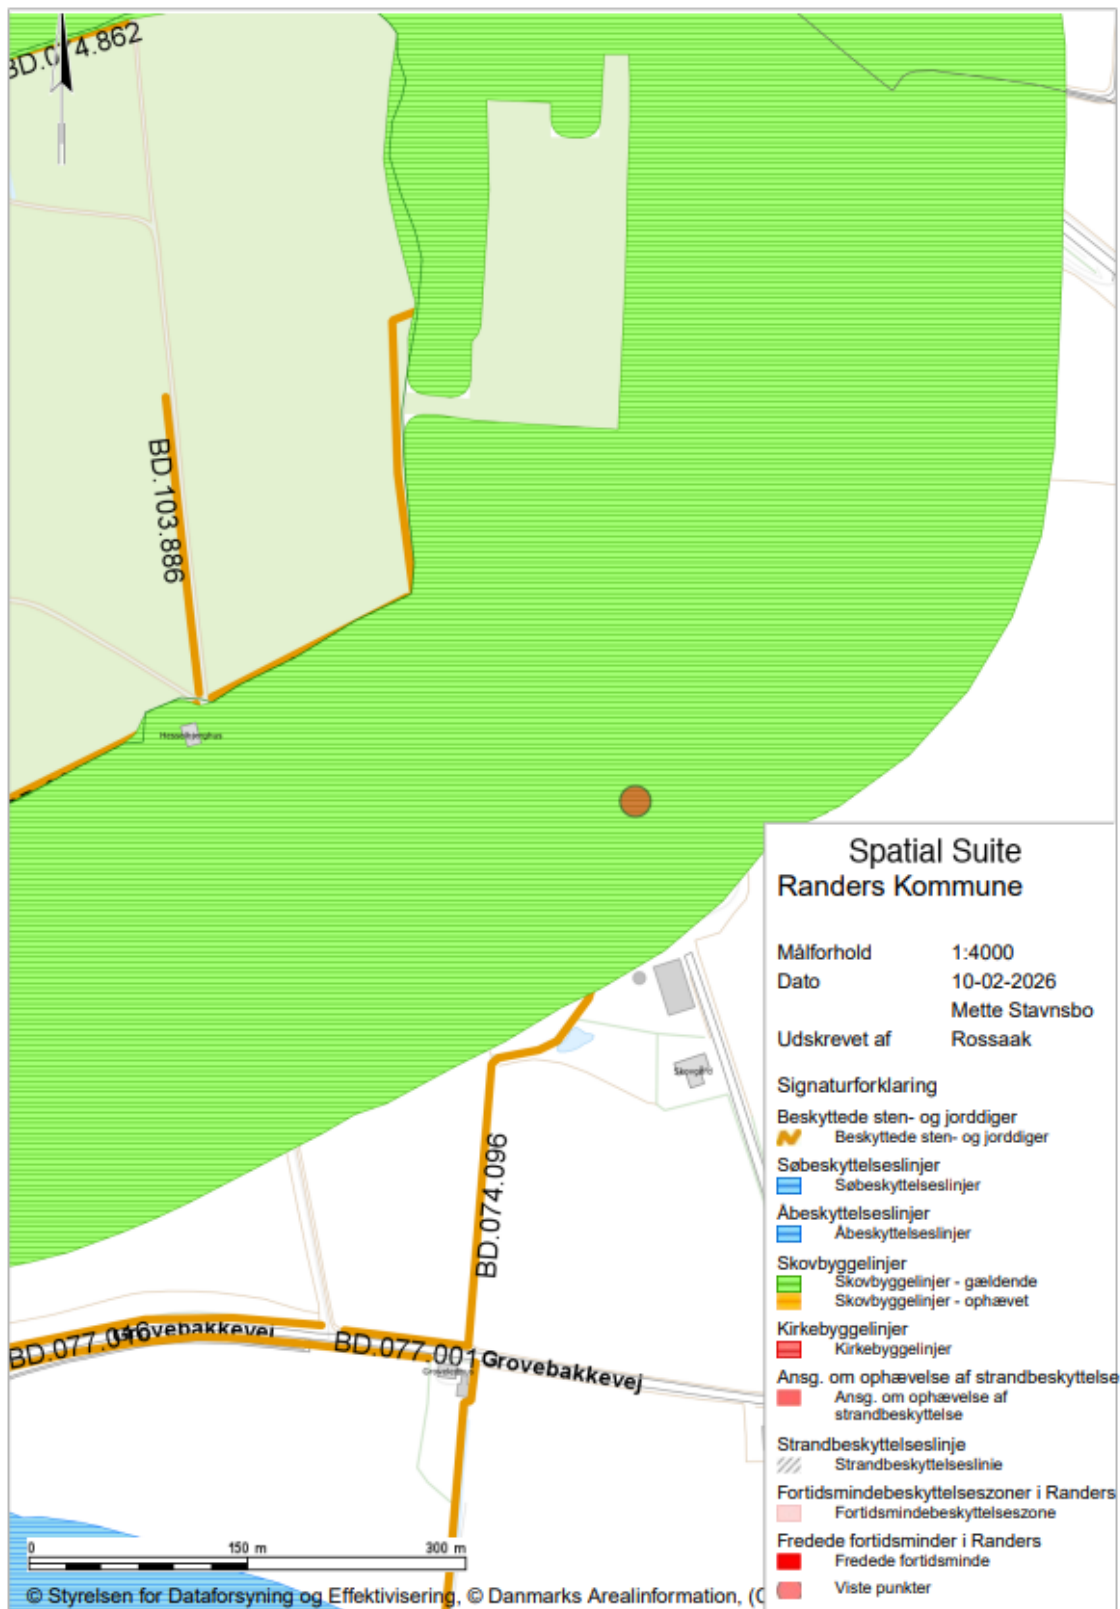 BD.074.862
BD.103.886
Spatial Suite
Randers Kommune
Målforhold 1:4000
Dato 10-02-2026
Mette Stavnsbo
Udskrevet af Rossaak
Signaturforklaring
Beskyttede sten- og jorddiger
Beskyttede sten- og jorddiger
Søbeskyttelseslinjer
Søbeskyttelseslinjer
Åbeskyttelseslinjer
Åbeskyttelseslinjer
Skovbyggelinjer
Skovbyggelinjer - gældende
Skovbyggelinjer - ophævet
Kirkebyggelinjer
Kirkebyggelinjer
Ansg. om ophævelse af strandbeskyttelse
Ansg. om ophævelse af
strandbeskyttelse
Strandbeskyttelseslinje
Strandbeskyttelseslinie
Fortidsmindebeskyttelseszoner i Randers
Fortidsmindebeskyttelseszone
Fredede fortidsminder i Randers
Fredede fortidsminde
Viste punkter
Skovgård
BD.074.096
BD.077.016
Grovebakkevej
BD.077.001
Grovebakkevej
0 150 m 300 m
© Styrelsen for Dataforsyning og Effektivisering, © Danmarks Arealinformation, (C